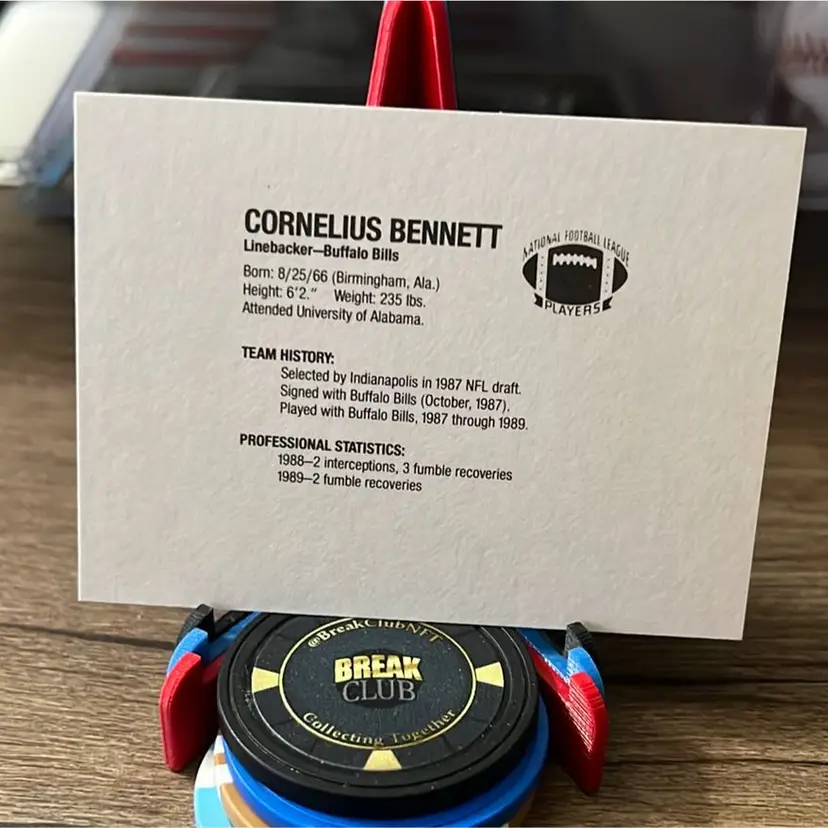 CORNELIUS BENNETT
Linebacker—Buffalo Bills
Born: 8/25/66 (Birmingham, Ala.)
Height: 6'2." Weight: 235 lbs.
Attended University of Alabama.
NATIONAL FOOTBALL LEAGUE
PLAYERS
TEAM HISTORY:
Selected by Indianapolis in 1987 NFL draft.
Signed with Buffalo Bills (October, 1987).
Played with Buffalo Bills, 1987 through 1989.
PROFESSIONAL STATISTICS:
1988—2 interceptions, 3 fumble recoveries
1989—2 fumble recoveries
@BreakClubNFT
BREAK
CLUB
Collecting Together